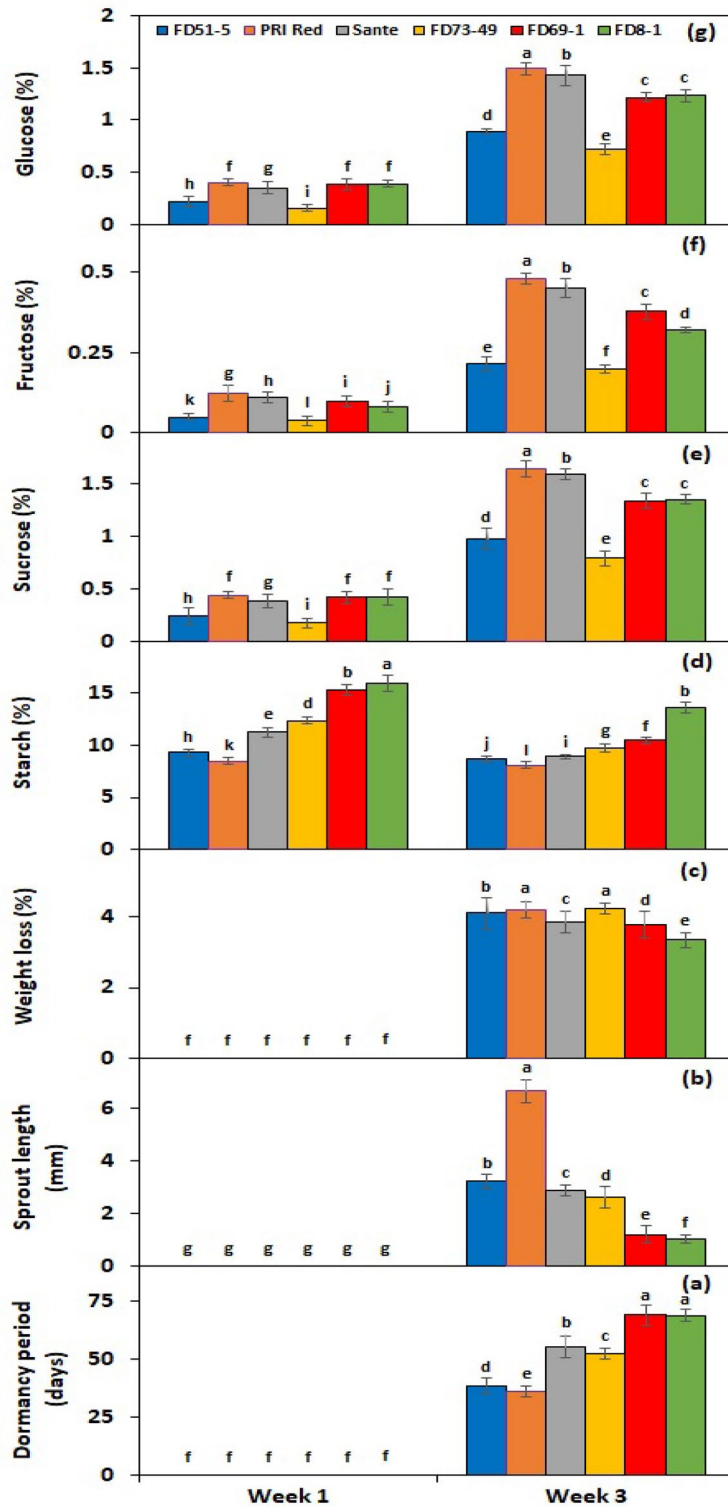 2
FD51-5 PRI Red Sante FD73-49 FD69-1 FD8-1 (g)
Glucose (%)
1.5
1
0.5
0
h f g i f f
d a b e c c
(f)
Fructose (%)
0.5
0.25
0
k g h l i j
e a b f c d
(e)
Sucrose (%)
1.5
1
0.5
0
h f g i f f
d a b e c c
(d)
Starch (%)
15
10
5
0
h k e d b a
j l i g f b
(c)
Weight loss (%)
4
2
0
f f f f f f
b a c a d e
(b)
Sprout length
(mm)
6
4
2
0
g g g g g g
b a c d e f
(a)
Dormancy period
(days)
75
50
25
0
f f f f f f
d e b c a a
Week 1 Week 3